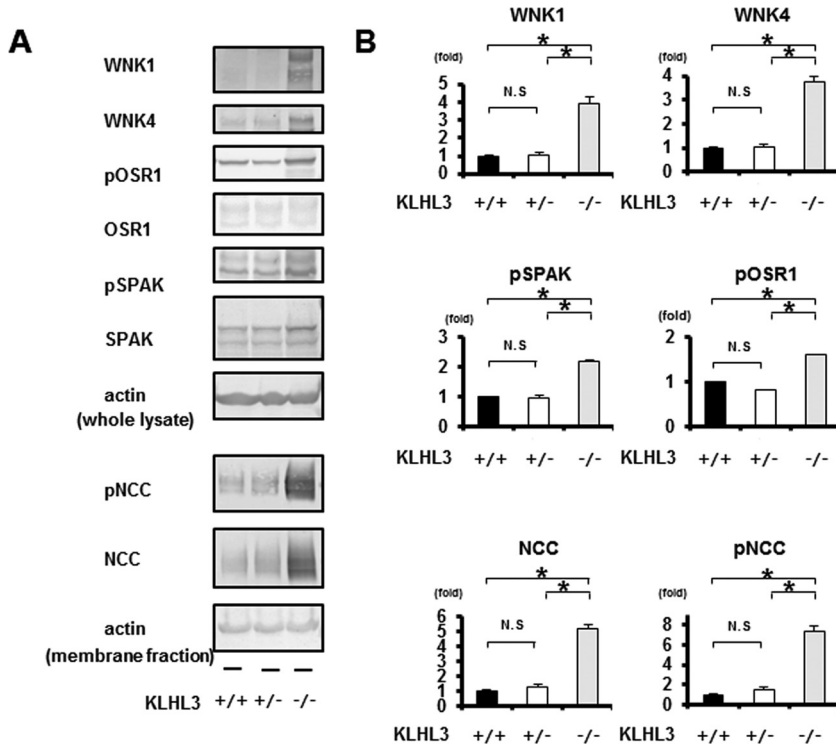 A
WNK1
WNK4
pOSR1
OSR1
pSPAK
SPAK
actin
(whole lysate)
pNCC
NCC
actin
(membrane fraction)
KLHL3 +/+ +/- -/-
B
WNK1
(fold)
*
*
N.S
5
4
3
2
1
0
KLHL3 +/+ +/- -/-
WNK4
(fold)
*
*
N.S
4
3
2
1
0
KLHL3 +/+ +/- -/-
pSPAK
(fold)
*
*
N.S
3
2
1
0
KLHL3 +/+ +/- -/-
pOSR1
(fold)
*
*
N.S
2
1
0
KLHL3 +/+ +/- -/-
NCC
(fold)
*
*
N.S
6
5
4
3
2
1
0
KLHL3 +/+ +/- -/-
pNCC
(fold)
*
*
N.S
8
6
4
2
0
KLHL3 +/+ +/- -/-